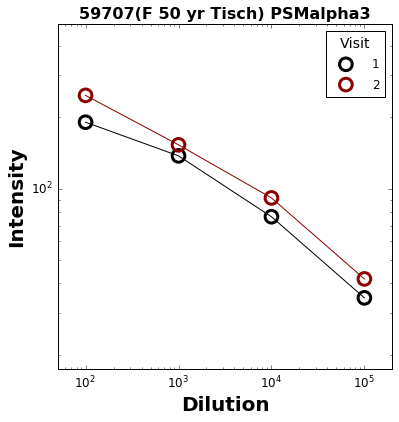 59707(F 50 yr Tisch) PSMalpha3
Visit
1
2
Intensity
10²
10² 10³ 10⁴ 10⁵
Dilution